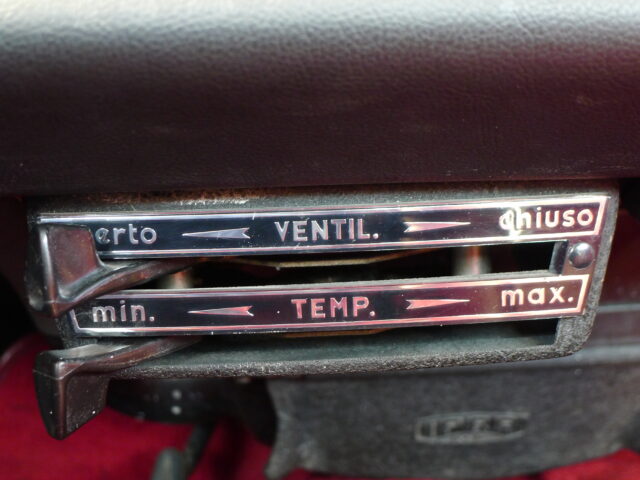 erto VENTIL. chiuso
min. TEMP. max.